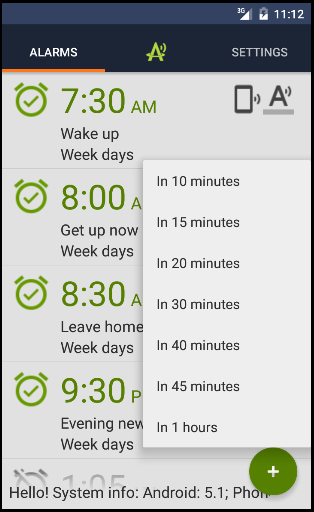 3G 11:12
ALARMS A SETTINGS
7:30 AM A
Wake up
Week days
8:00 A
Get up now
Week days
8:30 A
Leave home
Week days
9:30 P
Evening new
Week days
1:05
In 10 minutes
In 15 minutes
In 20 minutes
In 30 minutes
In 40 minutes
In 45 minutes
In 1 hours
+
Hello! System info: Android: 5.1; Phon